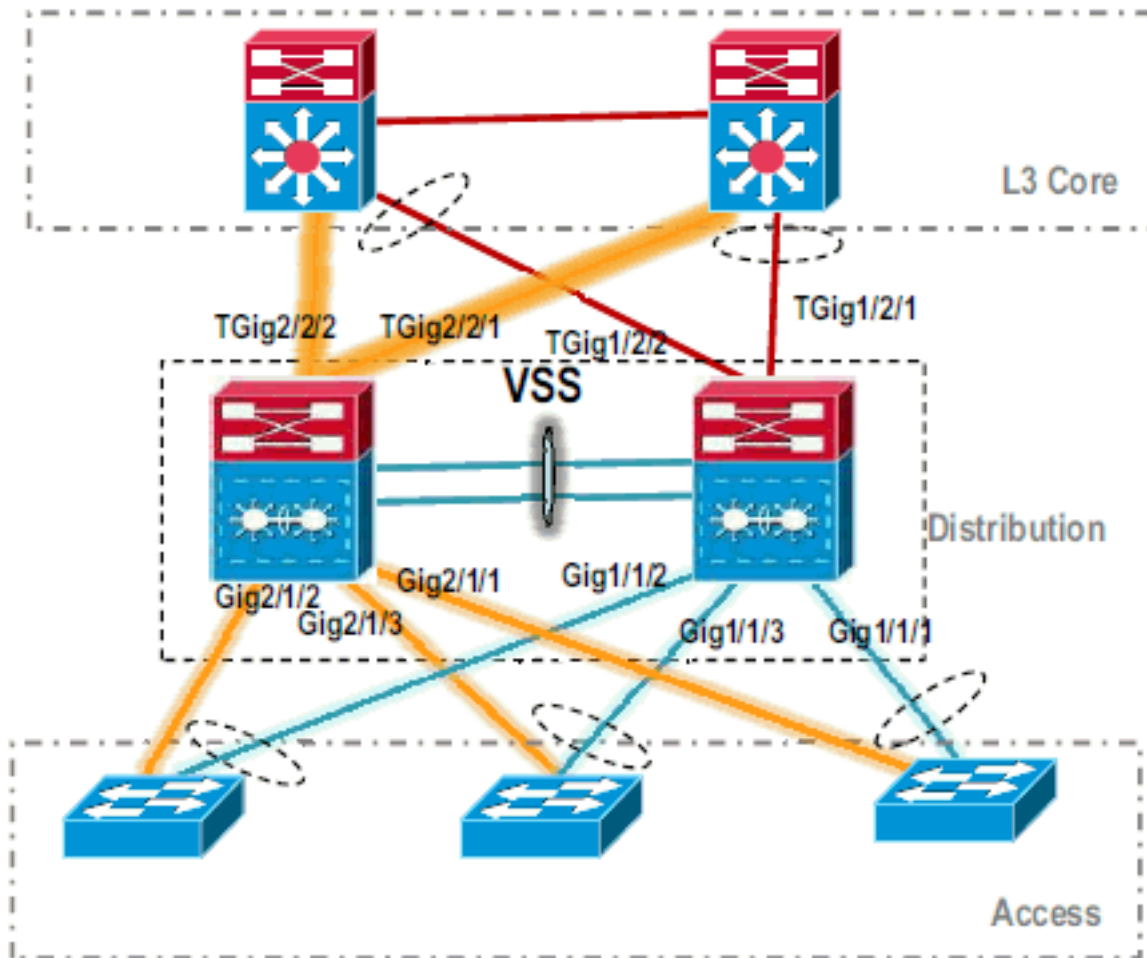 L3 Core
TGig2/2/2
TGig2/2/1
TGig1/2/2
TGig1/2/1
VSS
Distribution
Gig2/1/2
Gig2/1/3
Gig2/1/1
Gig1/1/2
Gig1/1/3
Gig1/1/1
Access